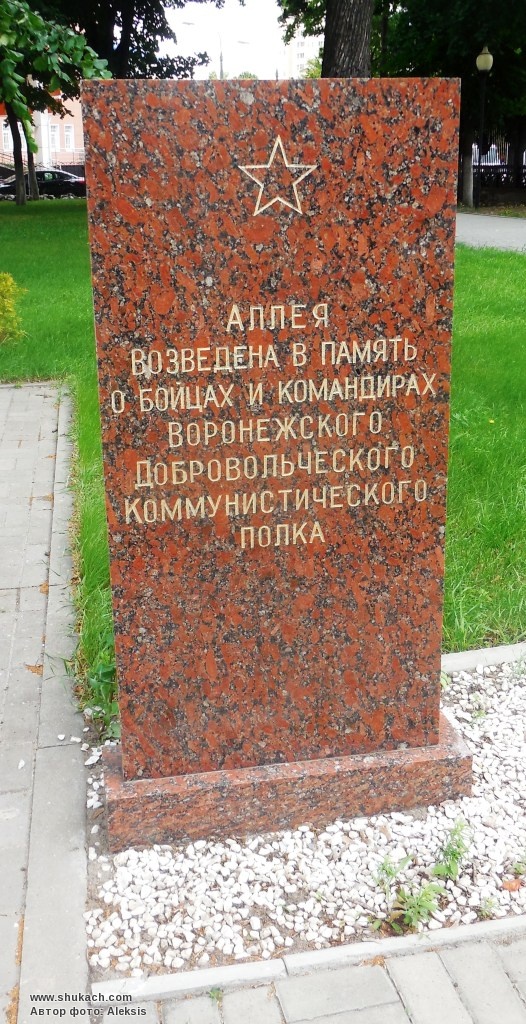 Аллея
возведена в память
о бойцах и командирах
Воронежского
Добровольческого
Коммунистического
полка
www.shukach.com
Автор фото: Aleksis